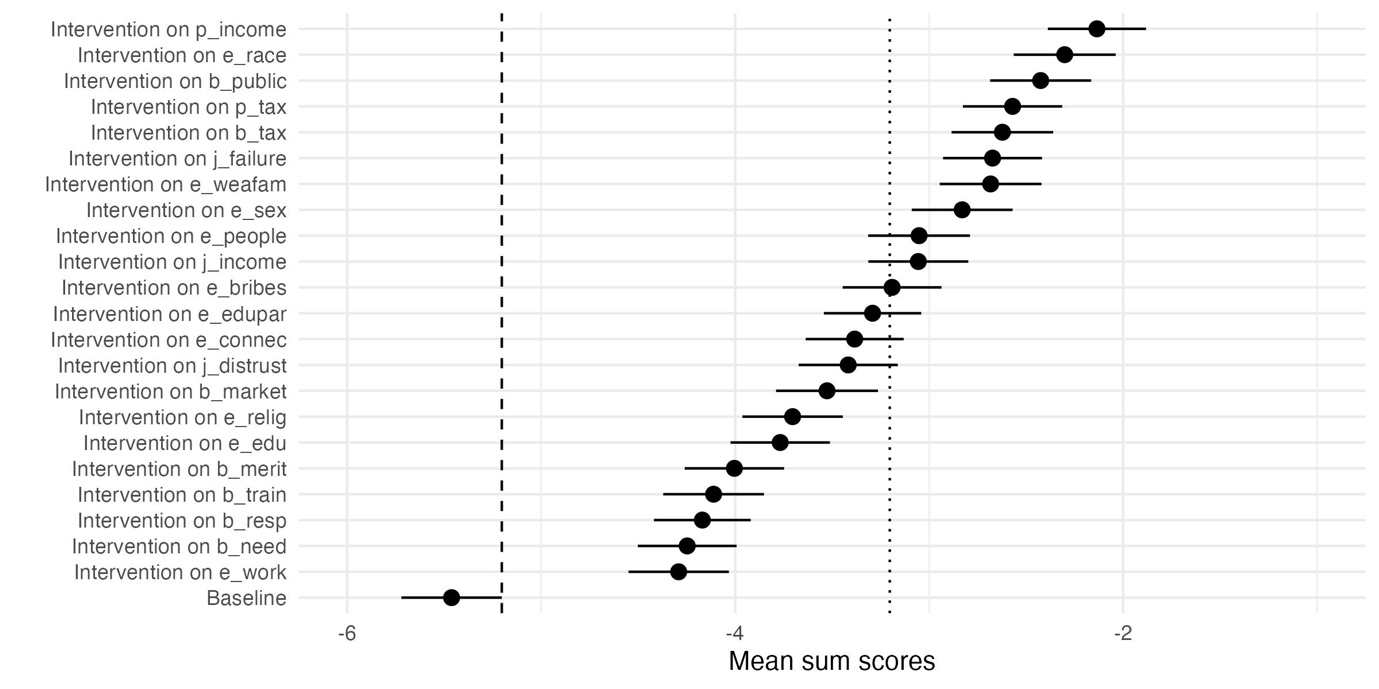 Intervention on p_income
Intervention on e_race
Intervention on b_public
Intervention on p_tax
Intervention on b_tax
Intervention on j_failure
Intervention on e_weafam
Intervention on e_sex
Intervention on e_people
Intervention on j_income
Intervention on e_bribes
Intervention on e_edupar
Intervention on e_connec
Intervention on j_distrust
Intervention on b_market
Intervention on e_relig
Intervention on e_edu
Intervention on b_merit
Intervention on b_train
Intervention on b_resp
Intervention on b_need
Intervention on e_work
Baseline
-6 -4 -2
Mean sum scores